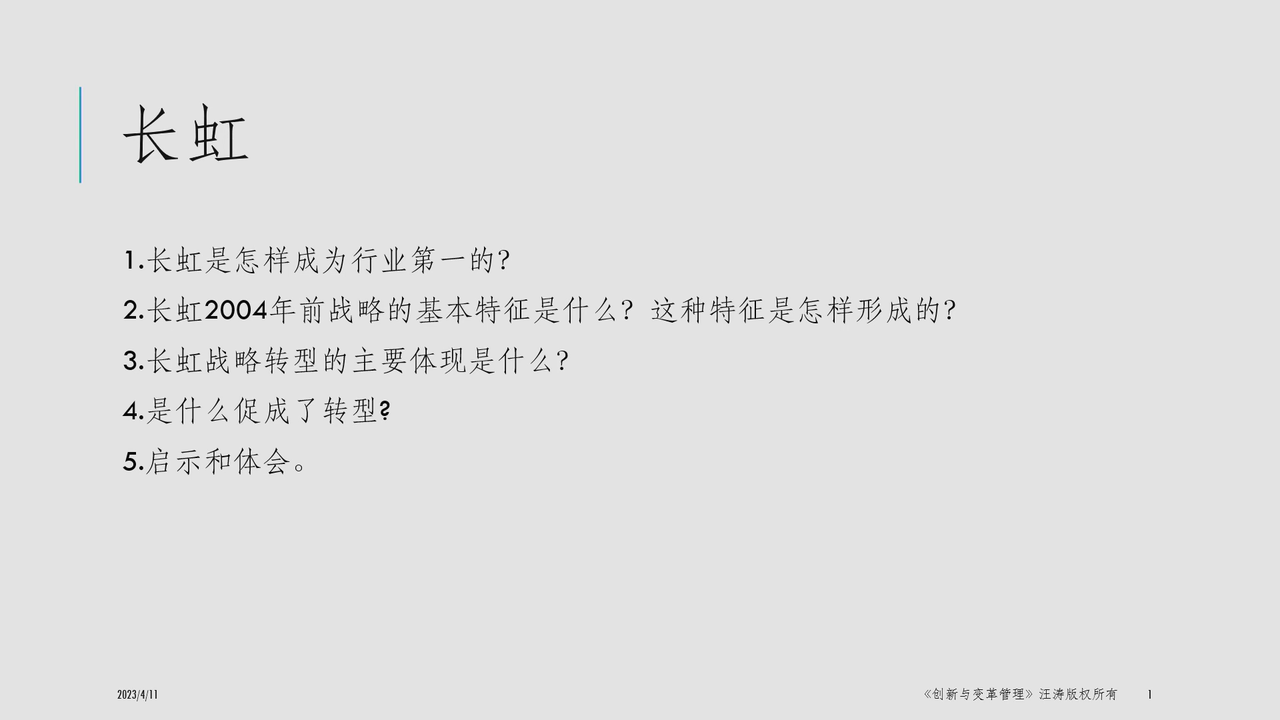 长虹
1.长虹是怎样成为行业第一的？
2.长虹2004年前战略的基本特征是什么？这种特征是怎样形成的？
3.长虹战略转型的主要体现是什么？
4.是什么促成了转型?
5.启示和体会。
2023/4/11
《创新与变革管理》汪涛版权所有
1